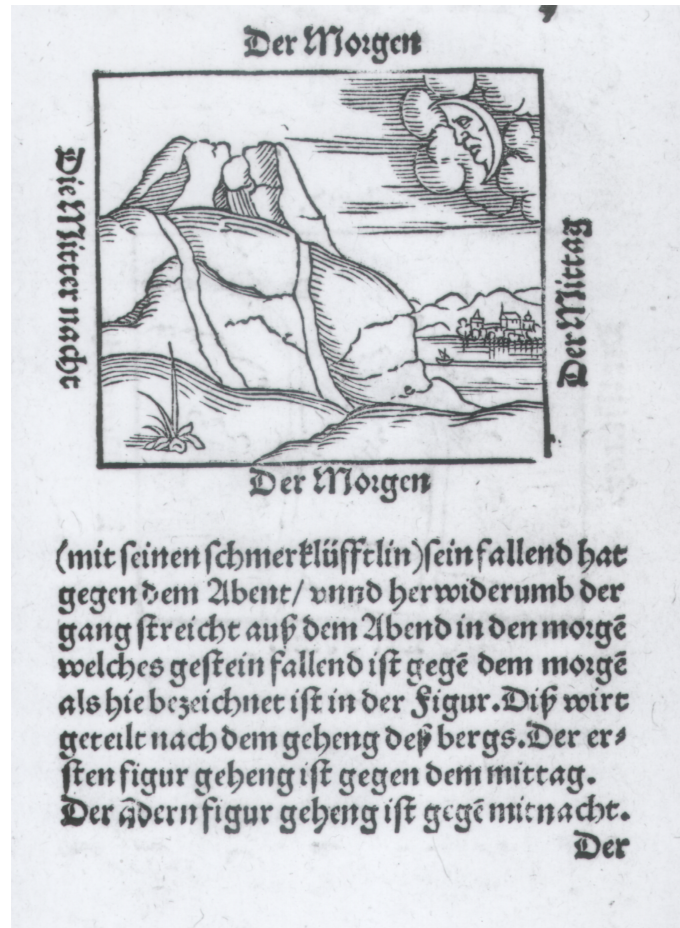 Der Morgen
Die Mitternacht
Der Mittag
Der Morgen
(mit seinen schmerklüfftlin)sein fallend hat
gegen dem Abent/ vnnd herwiderumb der
gang streicht auß dem Abend in den morgē
welches gestein fallend ist gegē dem morgē
als hie bezeichnet ist in der Figur. Diß wirt
geteilt nach dem geheng deß bergs. Der er⸗
sten figur geheng ist gegen dem mittag.
Der ādern figur geheng ist gegē mitnacht.
Der